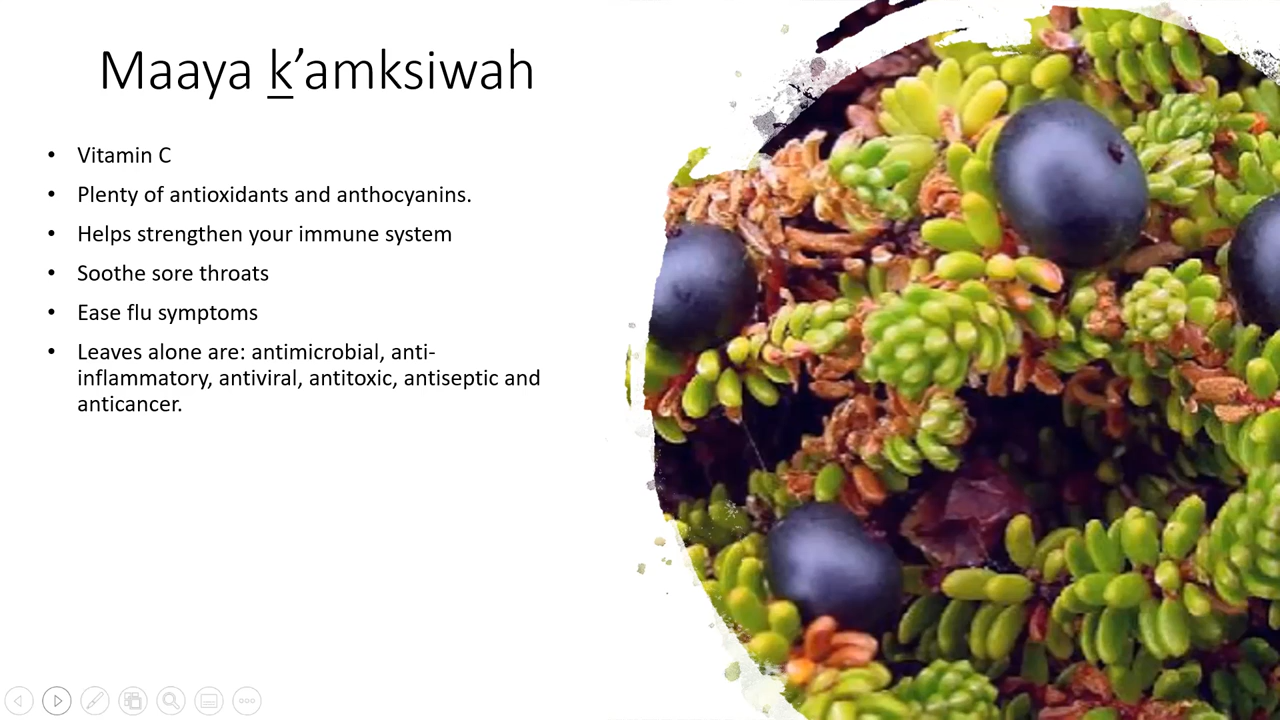 Maaya ḵ’amksiwah
• Vitamin C
• Plenty of antioxidants and anthocyanins.
• Helps strengthen your immune system
• Soothe sore throats
• Ease flu symptoms
• Leaves alone are: antimicrobial, anti-
inflammatory, antiviral, antitoxic, antiseptic and
anticancer.